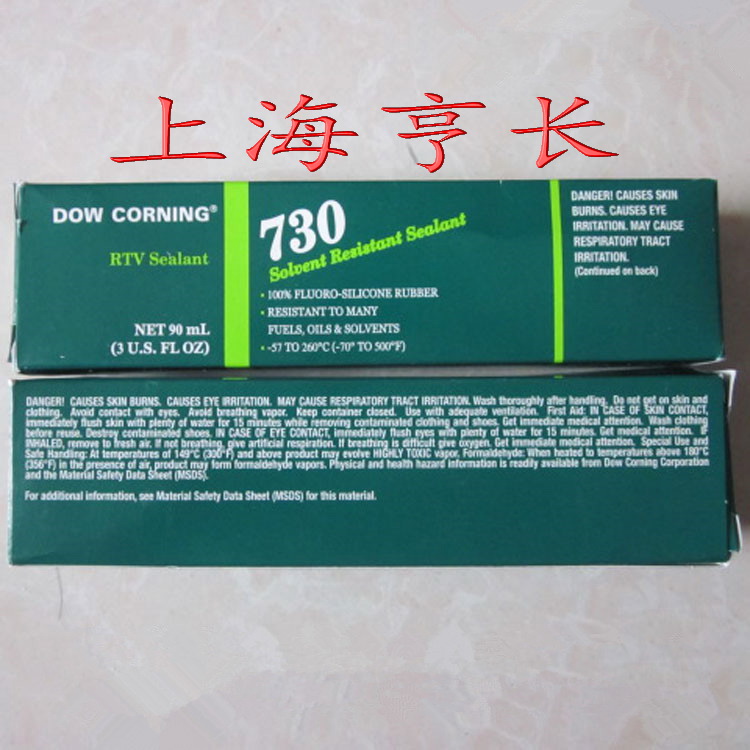 上海亨长
DOW CORNING®
RTV Sealant
NET 90 mL
(3 U.S. FL OZ)
730
Solvent Resistant Sealant
• 100% FLUORO-SILICONE RUBBER
• RESISTANT TO MANY
FUELS, OILS & SOLVENTS
• -57 TO 260°C (-70° TO 500°F)
DANGER! CAUSES SKIN
BURNS. CAUSES EYE
IRRITATION. MAY CAUSE
RESPIRATORY TRACT
IRRITATION.
(Continued on back)
DANGER! CAUSES SKIN BURNS. CAUSES EYE IRRITATION. MAY CAUSE RESPIRATORY TRACT IRRITATION. Wash thoroughly after handling. Do not get on skin and
clothing. Avoid contact with eyes. Avoid breathing vapor. Keep container closed. Use with adequate ventilation. First Aid: IN CASE OF SKIN CONTACT,
immediately flush skin with plenty of water for 15 minutes while removing contaminated clothing and shoes. Get immediate medical attention. Wash clothing
before reuse. Destroy contaminated shoes. IN CASE OF EYE CONTACT, immediately flush eyes with plenty of water for 15 minutes. Get medical attention. IF
INHALED, remove to fresh air. If not breathing, give artificial respiration. If breathing is difficult give oxygen. Get immediate medical attention. Special Use and
Safe Handling: At temperatures of 149°C (300°F) and above product may evolve HIGHLY TOXIC vapor. Formaldehyde: When heated to temperatures above 180°C
(356°F) in the presence of air, product may form formaldehyde vapors. Physical and health hazard information is readily available from Dow Corning Corporation
and the Material Safety Data Sheet (MSDS).
For additional information, see Material Safety Data Sheet (MSDS) for this material.